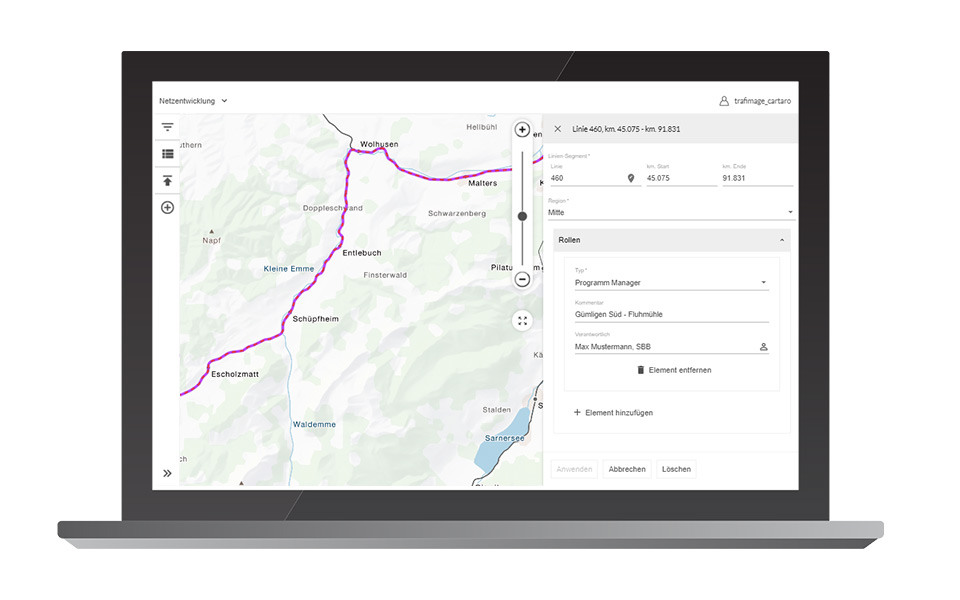 Netzentwicklung
trafimage_cartaro
Linie 460, km. 45.075 - km. 91.831
Linien-Segment *
Linie
km. Start
km. Ende
460
45.075
91.831
Region *
Mitte
Rollen
Typ *
Programm Manager
Kommentar
Gümligen Süd - Fluhmühle
Verantwortlich
Max Mustermann, SBB
Element entfernen
Element hinzufügen
Anwenden
Abbrechen
Löschen
Hellbühl
Wolhusen
Malters
Doppleschwand
Schwarzenberg
Napf
Entlebuch
Kleine Emme
Finsterwald
Schüpfheim
Escholzmatt
Waldemme
Stalden
Sarnersee